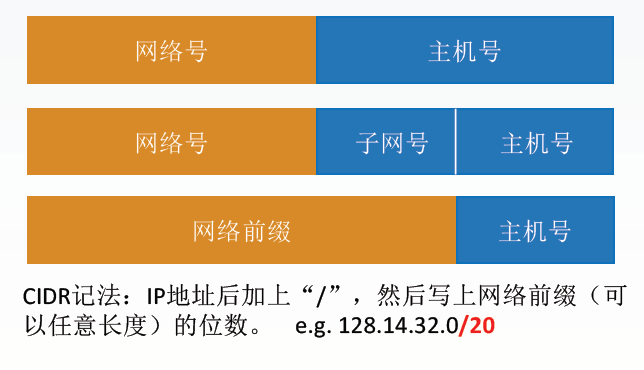 网络号 主机号
网络号 子网号 主机号
网络前缀 主机号
CIDR记法：IP地址后加上“/”，然后写上网络前缀（可
以任意长度）的位数。 e.g. 128.14.32.0/20